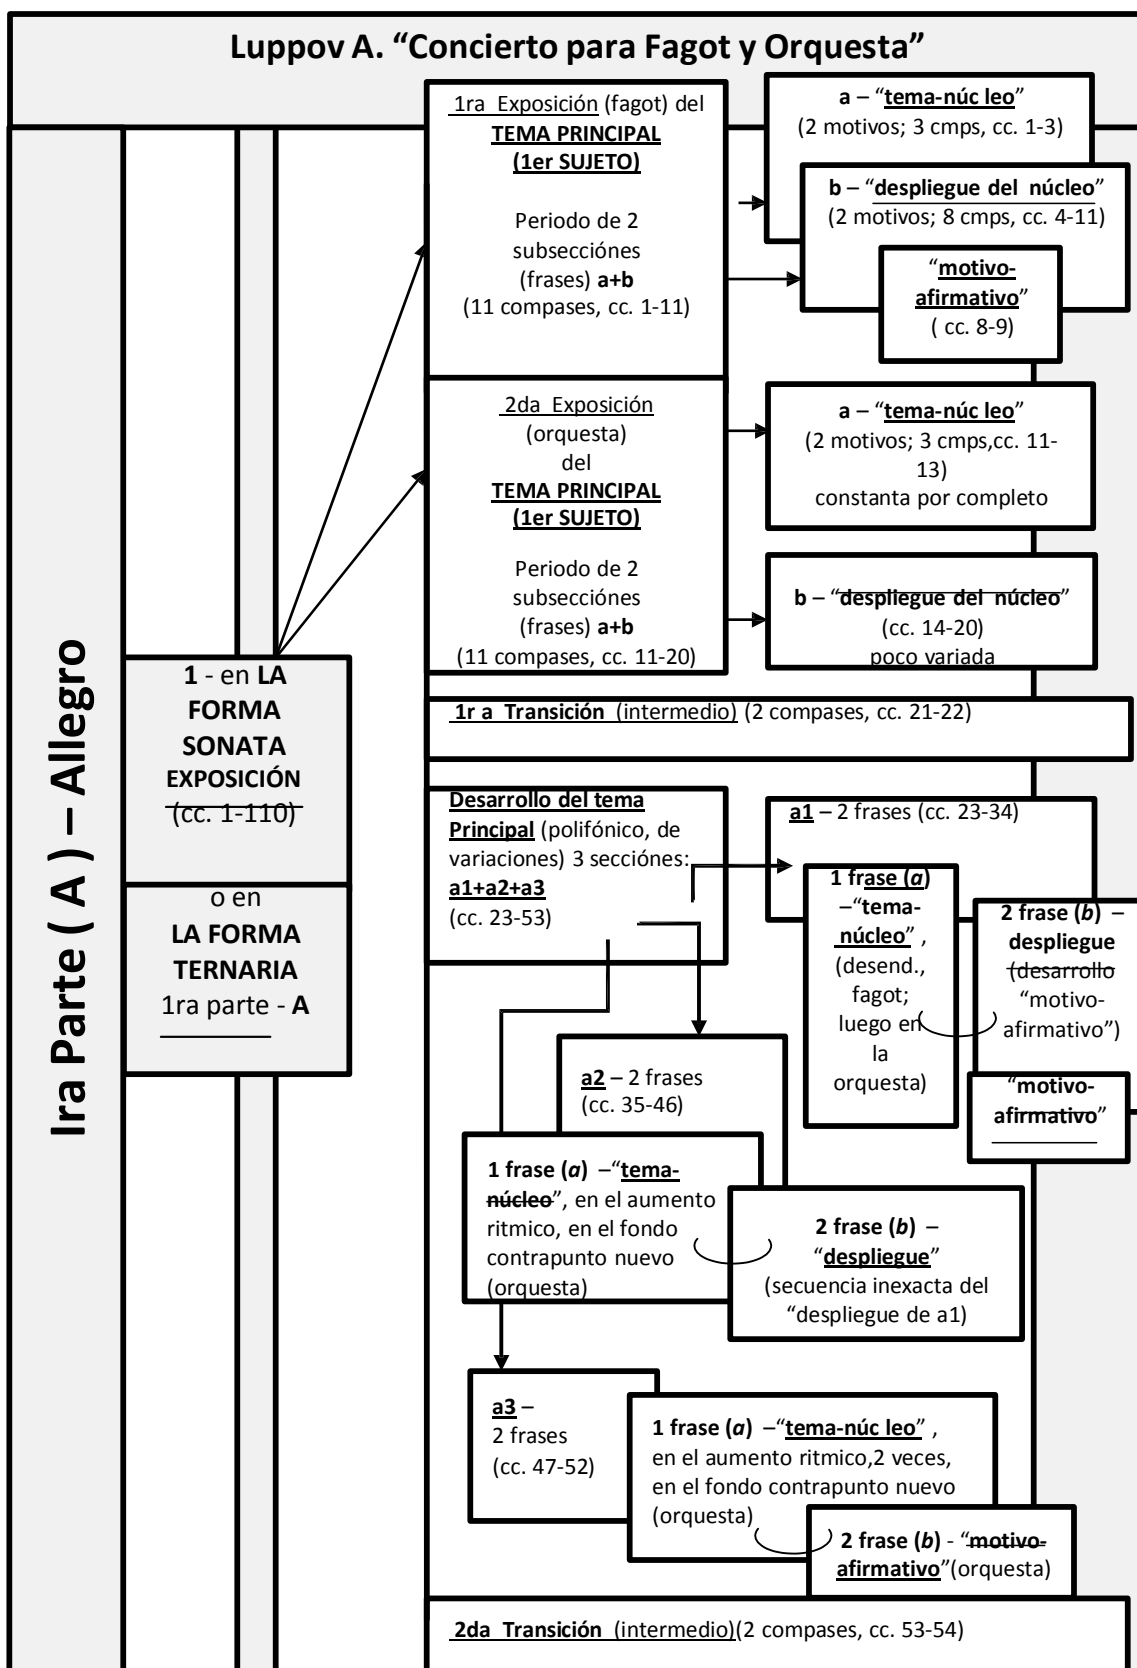 Luppov A. “Concierto para Fagot y Orquesta”
Ira Parte ( A ) – Allegro
1 - en LA
FORMA
SONATA
EXPOSICIÓN
(cc. 1-110)
o en
LA FORMA
TERNARIA
1ra parte - A
1ra Exposición (fagot) del
TEMA PRINCIPAL
(1er SUJETO)
Periodo de 2
subsecciónes
(frases) a+b
(11 compases, cc. 1-11)
a – “tema-núc leo”
(2 motivos; 3 cmps, cc. 1-3)
b – “despliegue del núcleo”
(2 motivos; 8 cmps, cc. 4-11)
“motivo-
afirmativo”
( cc. 8-9)
2da Exposición
(orquesta)
del
TEMA PRINCIPAL
(1er SUJETO)
Periodo de 2
subsecciónes
(frases) a+b
(11 compases, cc. 11-20)
a – “tema-núc leo”
(2 motivos; 3 cmps,cc. 11-
13)
constanta por completo
b – “despliegue del núcleo”
(cc. 14-20)
poco variada
1r a Transición (intermedio) (2 compases, cc. 21-22)
Desarrollo del tema
Principal (polifónico, de
variaciones) 3 secciónes:
a1+a2+a3
(cc. 23-53)
a1 – 2 frases (cc. 23-34)
1 frase (a)
–“tema-
núcleo” ,
(desend.,
fagot;
luego en
la
orquesta)
2 frase (b) –
despliegue
(desarrollo
“motivo-
afirmativo”)
“motivo-
afirmativo”
a2 – 2 frases
(cc. 35-46)
1 frase (a) –“tema-
núcleo”, en el aumento
ritmico, en el fondo
contrapunto nuevo
(orquesta)
2 frase (b) –
“despliegue”
(secuencia inexacta del
“despliegue de a1)
a3 –
2 frases
(cc. 47-52)
1 frase (a) –“tema-núc leo” ,
en el aumento ritmico,2 veces,
en el fondo contrapunto nuevo
(orquesta)
2 frase (b) - “motivo-
afirmativo”(orquesta)
2da Transición (intermedio)(2 compases, cc. 53-54)